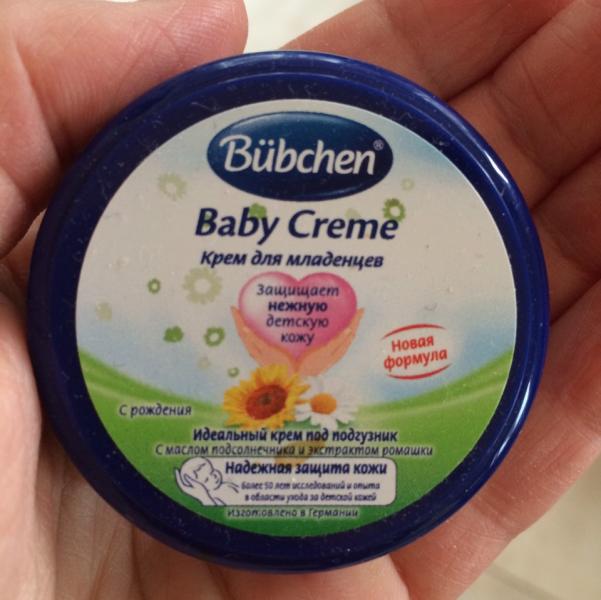 Bübchen®
Baby Creme
Крем для младенцев
Защищает
нежную
детскую
кожу
Новая
формула
С рождения
Идеальный крем под подгузник
С маслом подсолнечника и экстрактом ромашки
Надежная защита кожи
Более 50 лет исследований и опыта
в области ухода за детской кожей
Изготовлено в Германии